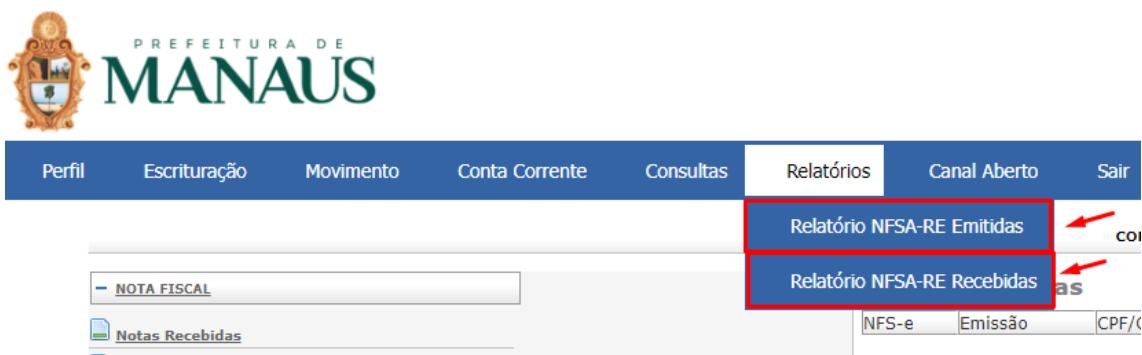 PREFEITURA DE
MANAUS
Perfil Escrituração Movimento Conta Corrente Consultas Relatórios Canal Aberto Sair
Relatório NFSA-RE Emitidas
Relatório NFSA-RE Recebidas
NOTA FISCAL
Notas Recebidas
NFS-e Emissão